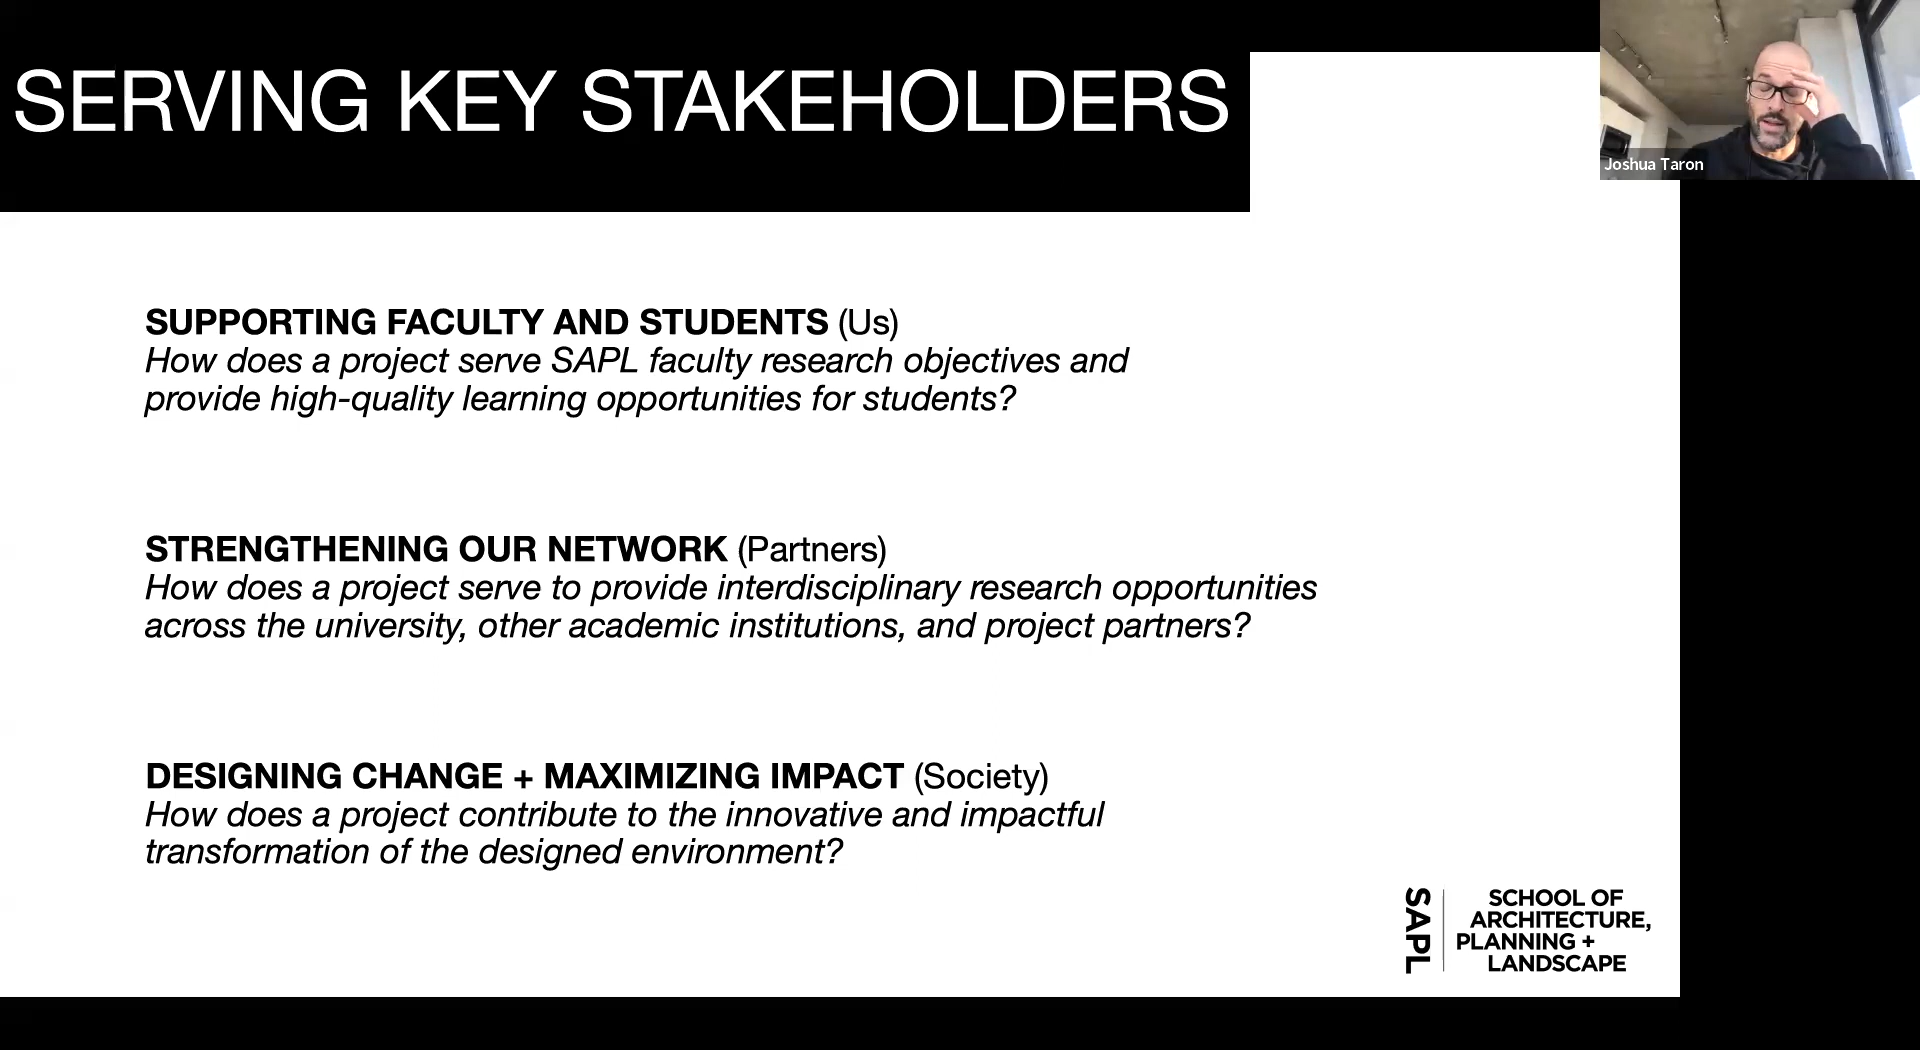 SERVING KEY STAKEHOLDERS
Joshua Taron
SUPPORTING FACULTY AND STUDENTS (Us)
How does a project serve SAPL faculty research objectives and
provide high-quality learning opportunities for students?
STRENGTHENING OUR NETWORK (Partners)
How does a project serve to provide interdisciplinary research opportunities
across the university, other academic institutions, and project partners?
DESIGNING CHANGE + MAXIMIZING IMPACT (Society)
How does a project contribute to the innovative and impactful
transformation of the designed environment?
SAPL
SCHOOL OF
ARCHITECTURE,
PLANNING +
LANDSCAPE